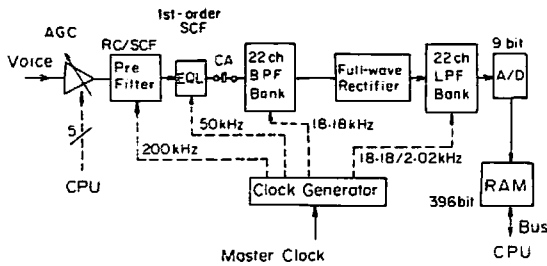 1st-order
SCF
AGC
RC/SCF
Voice
Pre
Filter
EQL
CA
22ch
BPF
Bank
Full-wave
Rectifier
22ch
LPF
Bank
9 bit
A/D
5
CPU
200kHz
50kHz
18·18kHz
18·18/2·02kHz
Clock Generator
Master Clock
396bit
RAM
Bus
CPU